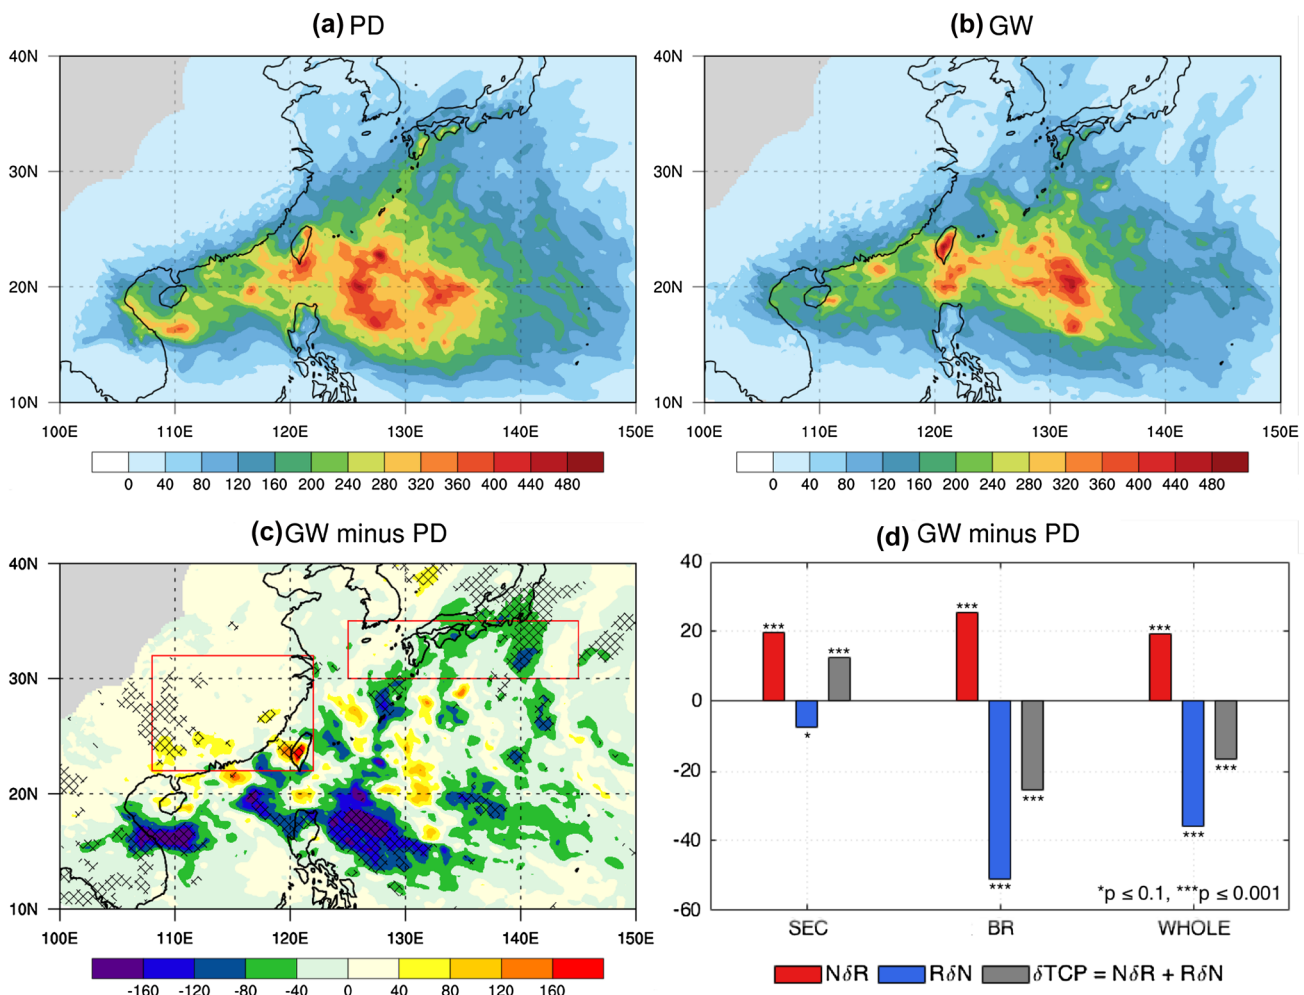 (a) PD
(b) GW
40N
30N
20N
10N
100E 110E 120E 130E 140E 150E
0 40 80 120 160 200 240 280 320 360 400 440 480
40N
30N
20N
10N
100E 110E 120E 130E 140E 150E
0 40 80 120 160 200 240 280 320 360 400 440 480
(c) GW minus PD
40N
30N
20N
10N
100E 110E 120E 130E 140E 150E
-160 -120 -80 -40 0 40 80 120 160
(d) GW minus PD
40
20
0
-20
-40
-60
***
*
***
***
***
***
***
***
***
*p ≤ 0.1, ***p ≤ 0.001
SEC BR WHOLE
NδR RδN δTCP = NδR + RδN